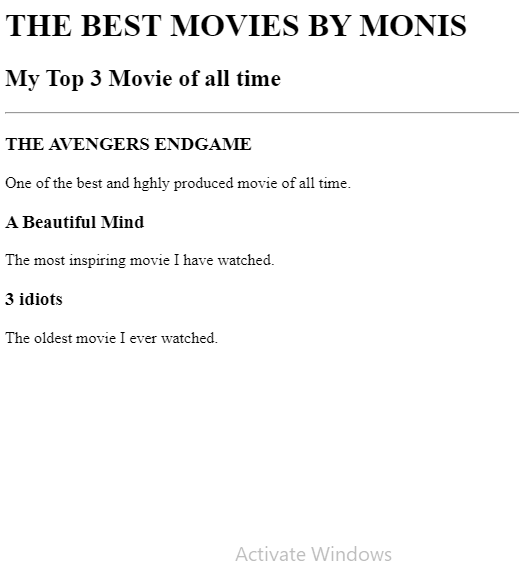 THE BEST MOVIES BY MONIS
My Top 3 Movie of all time
THE AVENGERS ENDGAME
One of the best and hghly produced movie of all time.
A Beautiful Mind
The most inspiring movie I have watched.
3 idiots
The oldest movie I ever watched.
Activate Windows